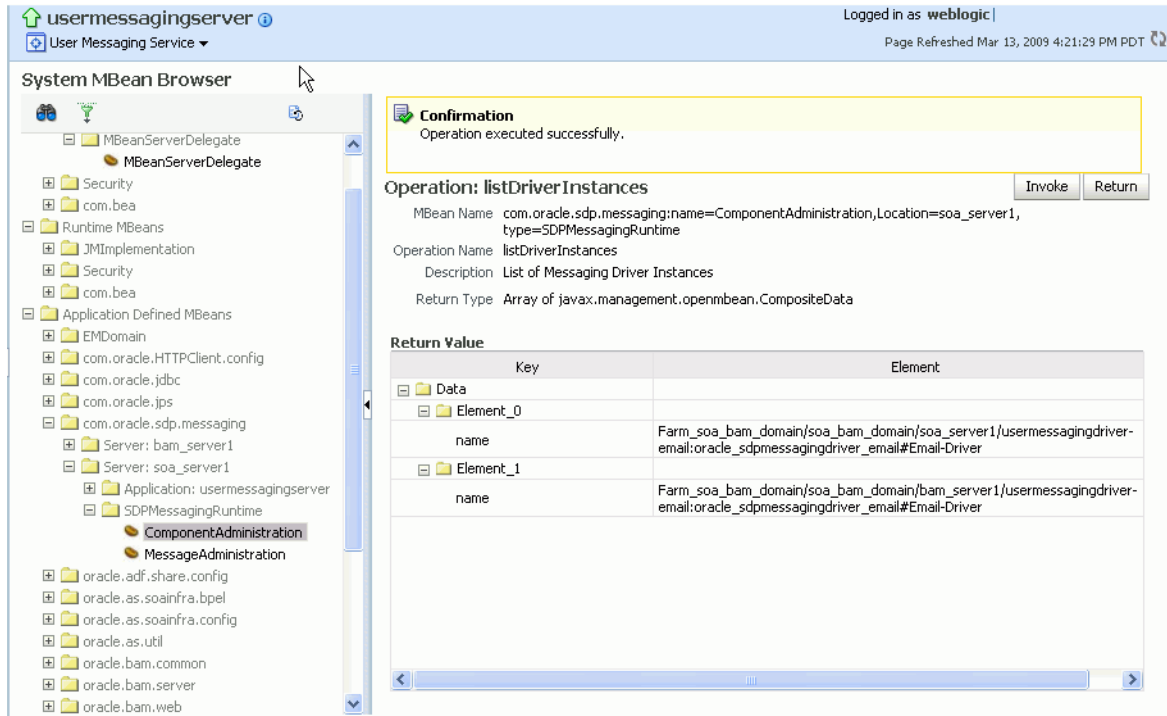 usermessagingserver
Logged in as weblogic|
User Messaging Service
Page Refreshed Mar 13, 2009 4:21:29 PM PDT
System MBean Browser
MBeanServerDelegate
MBeanServerDelegate
Security
com.bea
Runtime MBeans
JMImplementation
Security
com.bea
Application Defined MBeans
EMDomain
com.oracle.HTTPClient.config
com.oracle.jdbc
com.oracle.jps
com.oracle.sdp.messaging
Server: bam_server1
Server: soa_server1
Application: usermessagingserver
SDPMessagingRuntime
ComponentAdministration
MessageAdministration
oracle.adf.share.config
oracle.as.soainfra.bpel
oracle.as.soainfra.config
oracle.as.util
oracle.bam.common
oracle.bam.server
oracle.bam.web
Confirmation
Operation executed successfully.
Operation: listDriverInstances
Invoke
Return
MBean Name com.oracle.sdp.messaging:name=ComponentAdministration,Location=soa_server1,
type=SDPMessagingRuntime
Operation Name listDriverInstances
Description List of Messaging Driver Instances
Return Type Array of javax.management.openmbean.CompositeData
Return Value
Key Element
Data
Element_0
name Farm_soa_bam_domain/soa_bam_domain/soa_server1/usermessagingdriver-
email:oracle_sdpmessagingdriver_email#Email-Driver
Element_1
name Farm_soa_bam_domain/soa_bam_domain/bam_server1/usermessagingdriver-
email:oracle_sdpmessagingdriver_email#Email-Driver